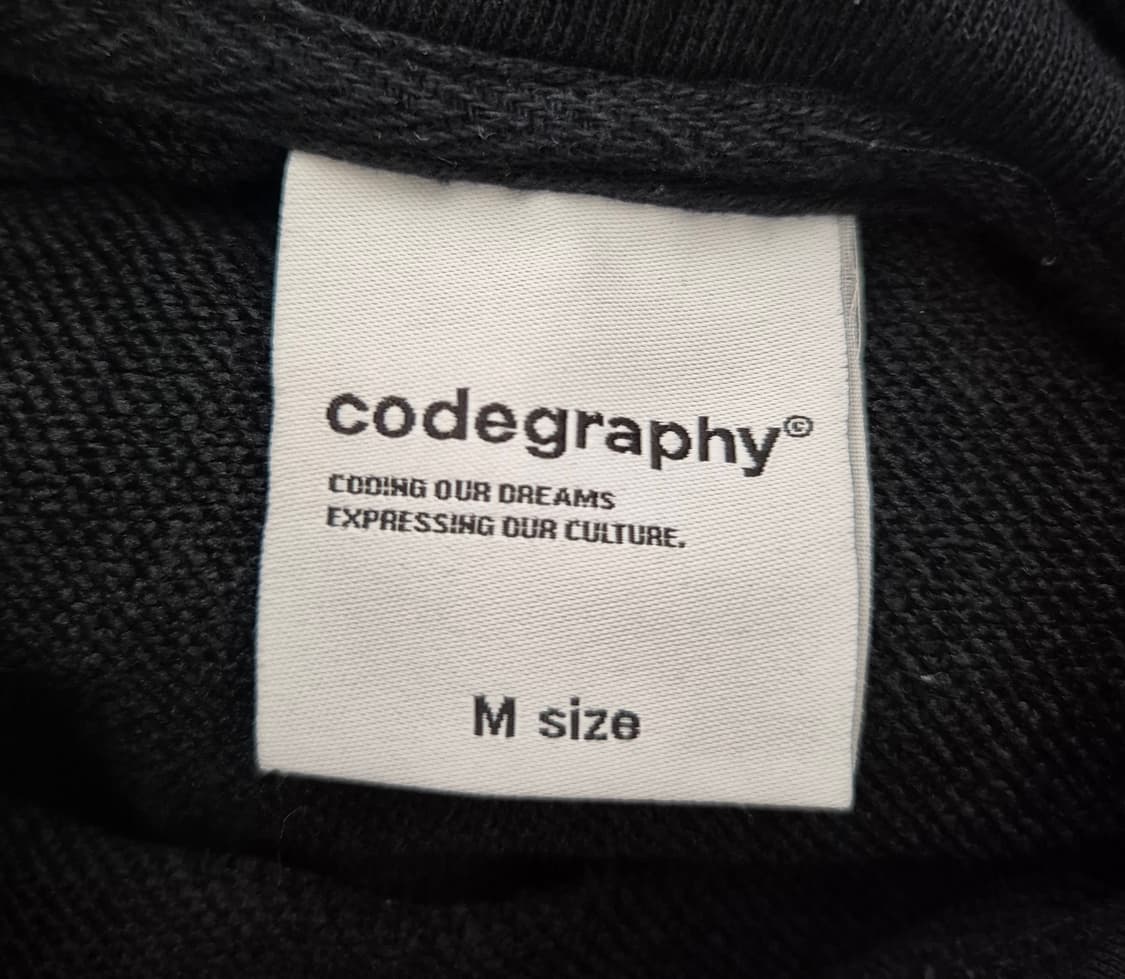 codegraphy©
CODING OUR DREAMS
EXPRESSING OUR CULTURE.
M size